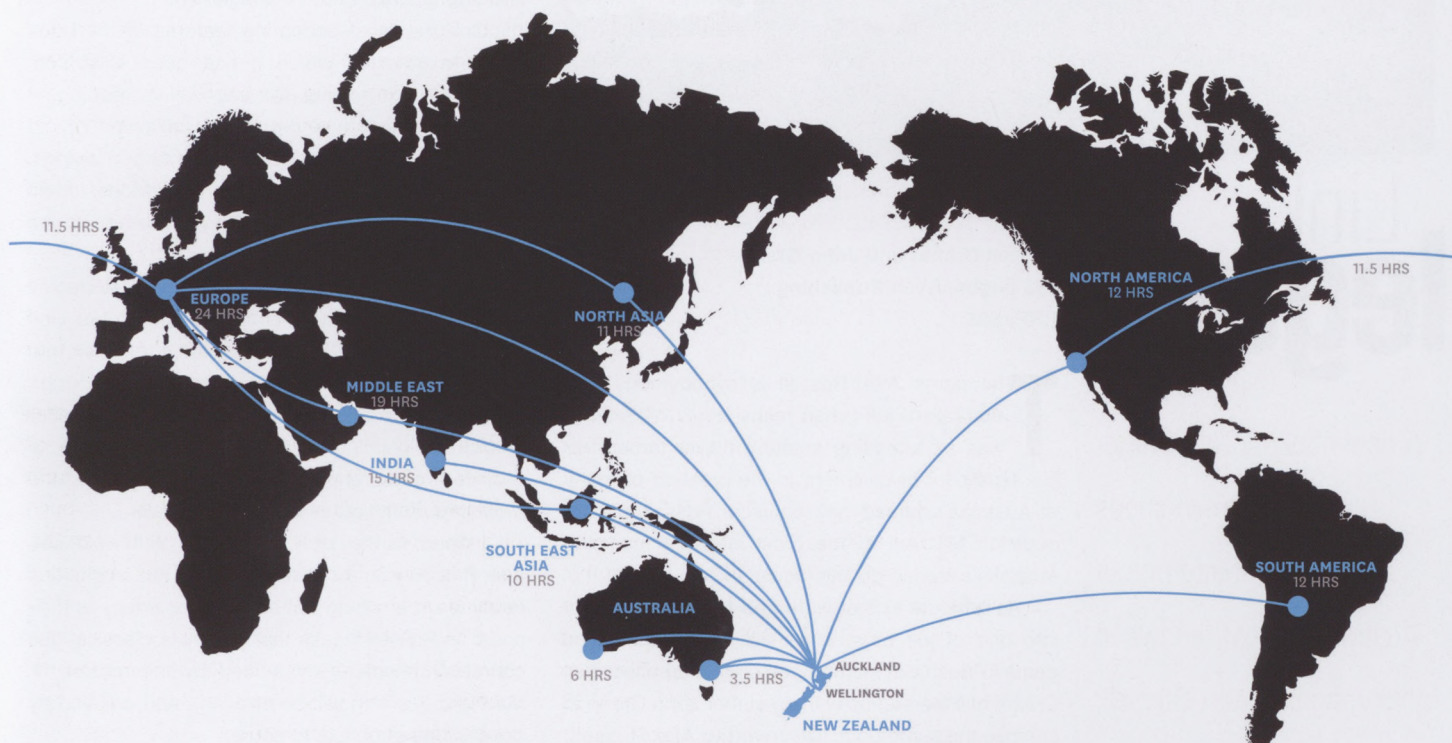 11.5 HRS
EUROPE
24 HRS
NORTH ASIA
11 HRS
NORTH AMERICA
12 HRS
11.5 HRS
MIDDLE EAST
19 HRS
INDIA
15 HRS
SOUTH EAST
ASIA
10 HRS
AUSTRALIA
SOUTH AMERICA
12 HRS
6 HRS
3.5 HRS
AUCKLAND
WELLINGTON
NEW ZEALAND